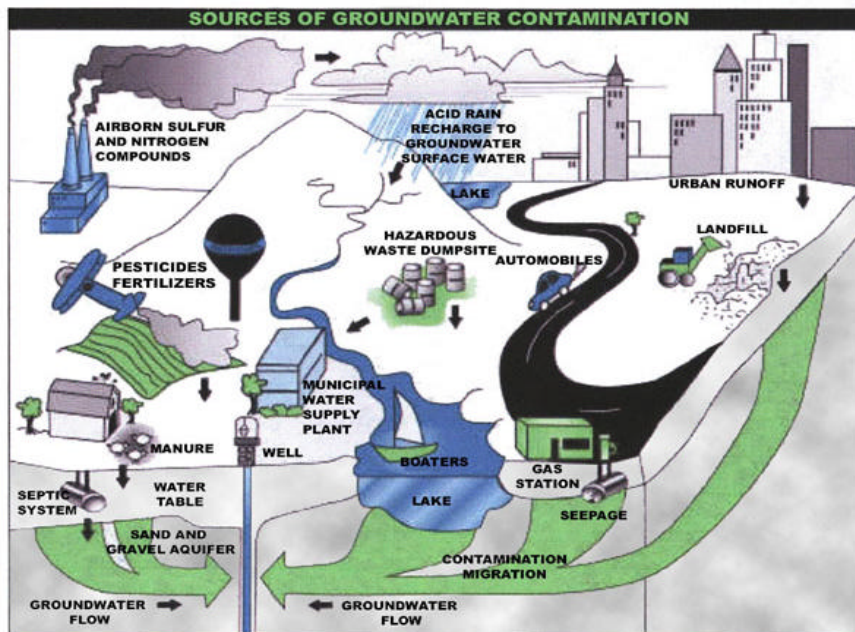 SOURCES OF GROUNDWATER CONTAMINATION
AIRBORN SULFUR
AND NITROGEN
COMPOUNDS
ACID RAIN
RECHARGE TO
GROUNDWATER
SURFACE WATER
LAKE
URBAN RUNOFF
LANDFILL
HAZARDOUS
WASTE DUMPSITE
AUTOMOBILES
PESTICIDES
FERTILIZERS
MUNICIPAL
WATER
SUPPLY
PLANT
MANURE
WELL
BOATERS
GAS
STATION
SEPTIC
SYSTEM
WATER
TABLE
LAKE
SEEPAGE
SAND AND
GRAVEL AQUIFER
CONTAMINATION
MIGRATION
GROUNDWATER
FLOW
GROUNDWATER
FLOW